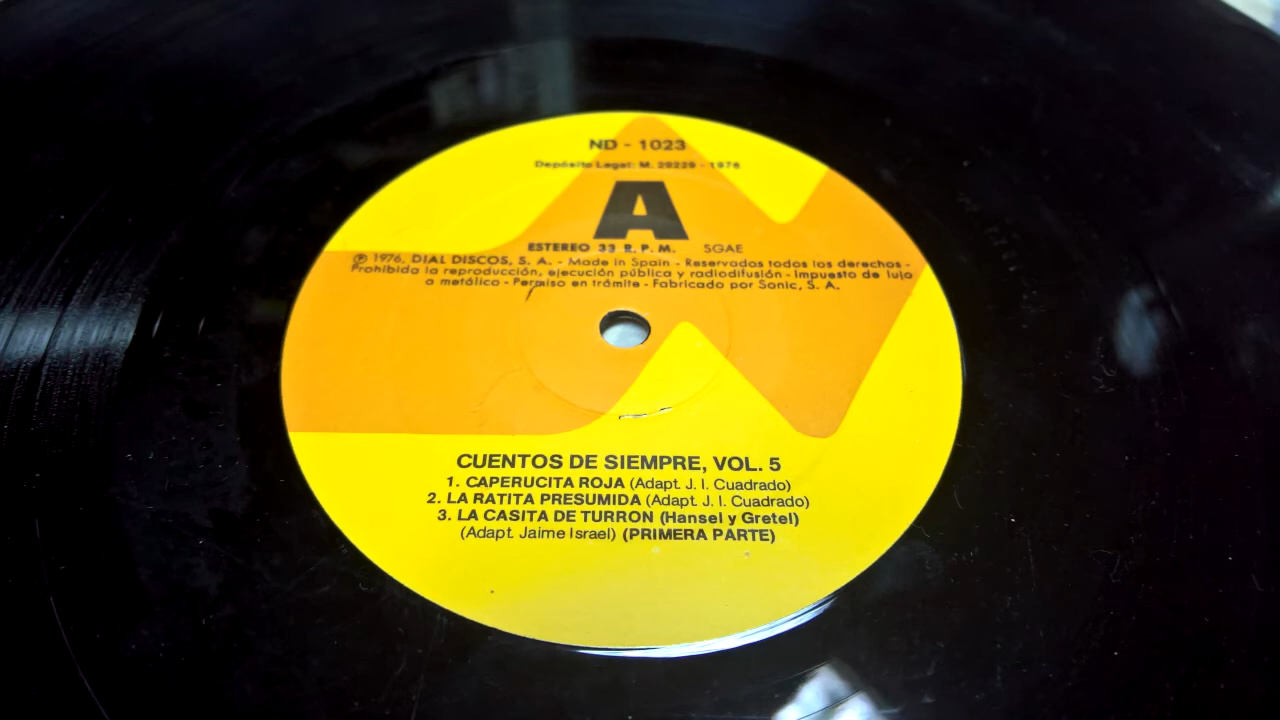 ND - 1023
Depósito Legal: M. 29229 - 1976
A
ESTEREO 33 R. P. M. SGAE
℗ 1976, DIAL DISCOS, S. A. - Made in Spain - Reservados todos los derechos -
Prohibida la reproducción, ejecución pública y radiodifusión - Impuesto de lujo
a metálico - Permiso en trámite - Fabricado por Sonic, S. A.
CUENTOS DE SIEMPRE, VOL. 5
1. CAPERUCITA ROJA (Adapt. J. I. Cuadrado)
2. LA RATITA PRESUMIDA (Adapt. J. I. Cuadrado)
3. LA CASITA DE TURRON (Hansel y Gretel)
(Adapt. Jaime Israel) (PRIMERA PARTE)